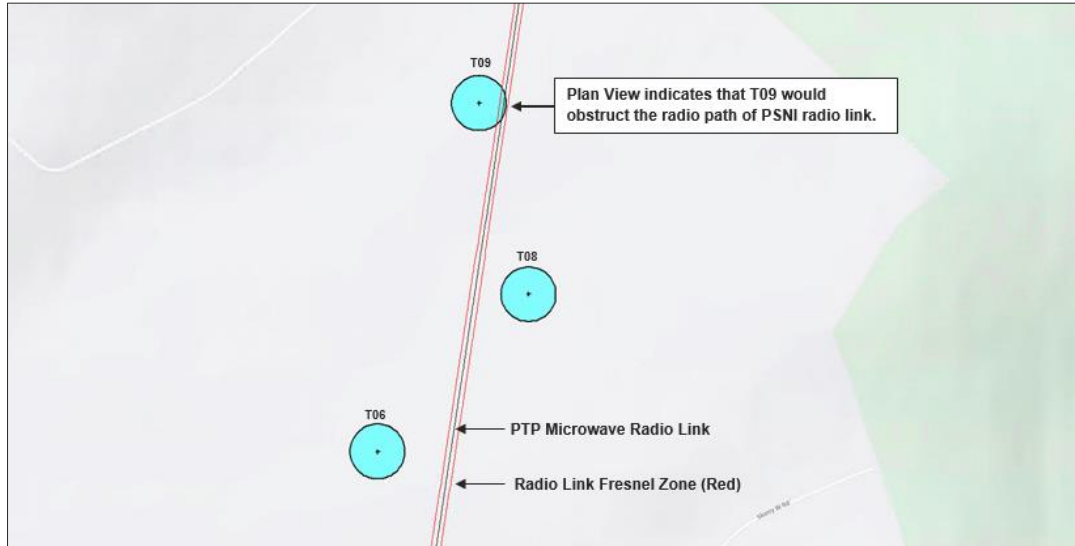 T09
Plan View indicates that T09 would
obstruct the radio path of PSNI radio link.
T08
T06
PTP Microwave Radio Link
Radio Link Fresnel Zone (Red)